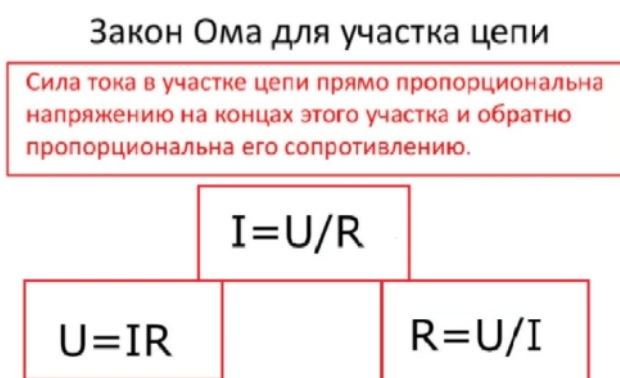 Закон Ома для участка цепи
Сила тока в участке цепи прямо пропорциональна
напряжению на концах этого участка и обратно
пропорциональна его сопротивлению.
I=U/R
U=IR
R=U/I